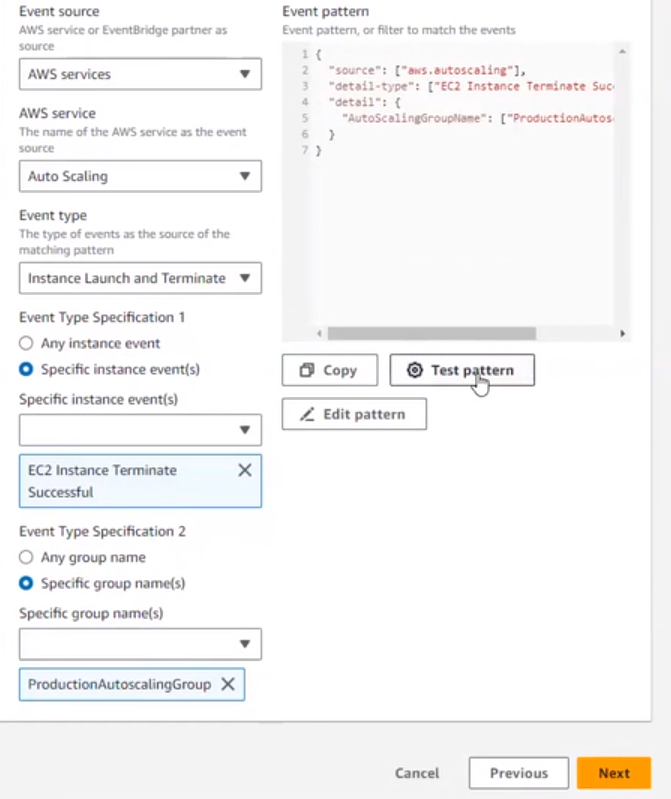 Event source
AWS service or EventBridge partner as
source
AWS services
AWS service
The name of the AWS service as the event
source
Auto Scaling
Event type
The type of events as the source of the
matching pattern
Instance Launch and Terminate
Event Type Specification 1
Any instance event
Specific instance event(s)
Specific instance event(s)
EC2 Instance Terminate
Successful
Event Type Specification 2
Any group name
Specific group name(s)
Specific group name(s)
ProductionAutoscalingGroup
Event pattern
Event pattern, or filter to match the events
1 {
2 "source": ["aws.autoscaling"],
3 "detail-type": ["EC2 Instance Terminate Suc
4 "detail": {
5 "AutoScalingGroupName": ["ProductionAutos
6 }
7 }
Copy
Test pattern
Edit pattern
Cancel
Previous
Next